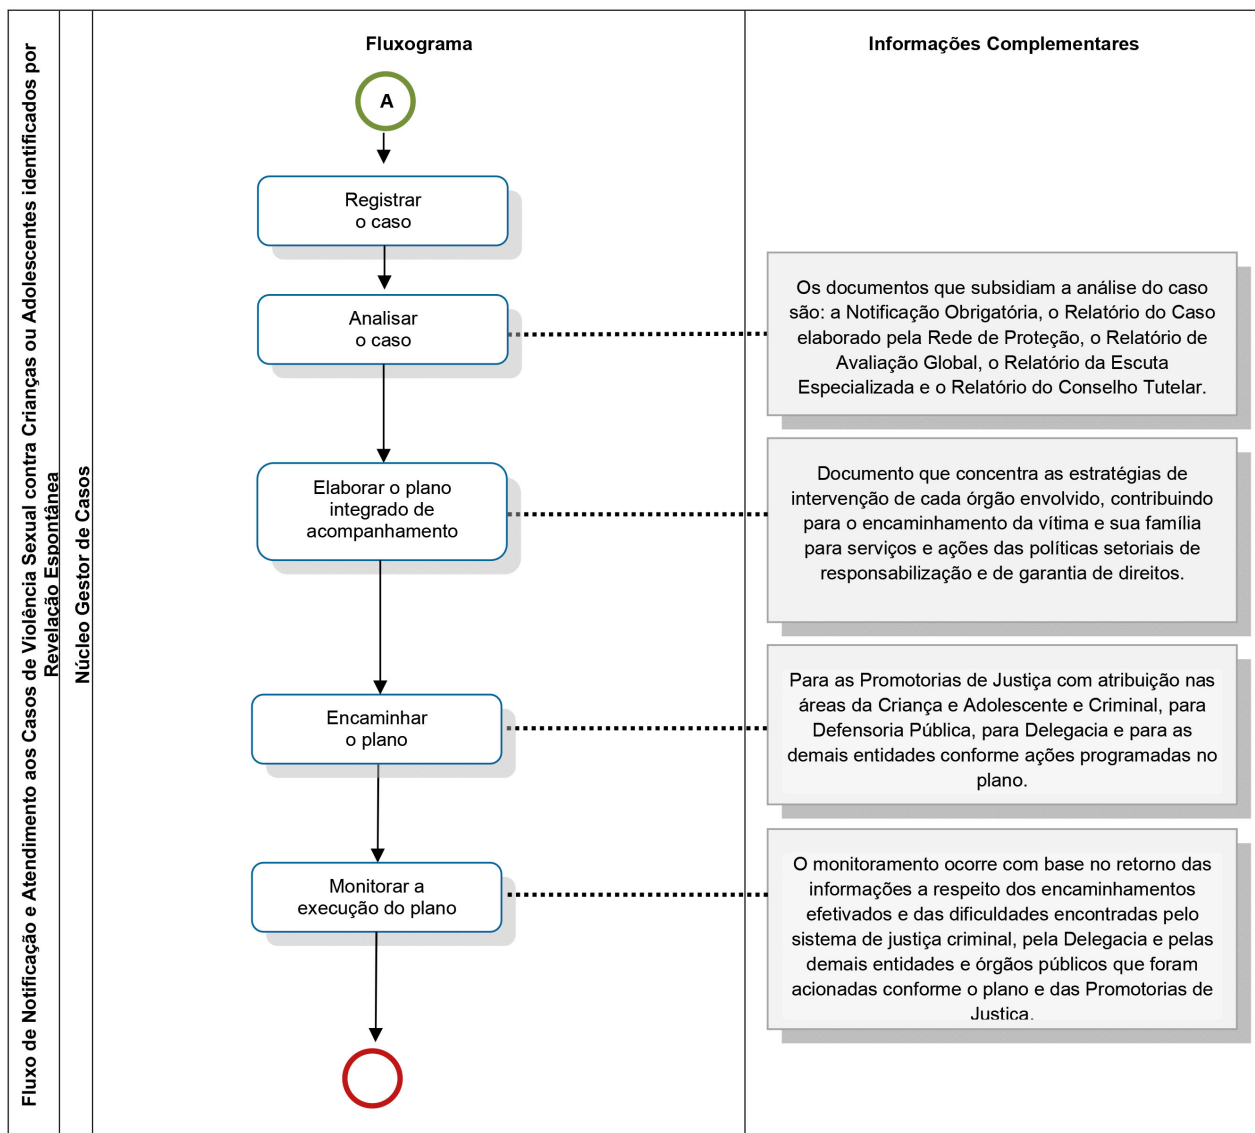 Fluxo de Notificação e Atendimento aos Casos de Violência Sexual contra Crianças ou Adolescentes identificados por
Revelação Espontânea
Núcleo Gestor de Casos
Fluxograma
A
Registrar
o caso
Analisar
o caso
Elaborar o plano
integrado de
acompanhamento
Encaminhar
o plano
Monitorar a
execução do plano
Informações Complementares
Os documentos que subsidiam a análise do caso
são: a Notificação Obrigatória, o Relatório do Caso
elaborado pela Rede de Proteção, o Relatório de
Avaliação Global, o Relatório da Escuta
Especializada e o Relatório do Conselho Tutelar.
Documento que concentra as estratégias de
intervenção de cada órgão envolvido, contribuindo
para o encaminhamento da vítima e sua família
para serviços e ações das políticas setoriais de
responsabilização e de garantia de direitos.
Para as Promotorias de Justiça com atribuição nas
áreas da Criança e Adolescente e Criminal, para
Defensoria Pública, para Delegacia e para as
demais entidades conforme ações programadas no
plano.
O monitoramento ocorre com base no retorno das
informações a respeito dos encaminhamentos
efetivados e das dificuldades encontradas pelo
sistema de justiça criminal, pela Delegacia e pelas
demais entidades e órgãos públicos que foram
acionadas conforme o plano e das Promotorias de
Justiça.